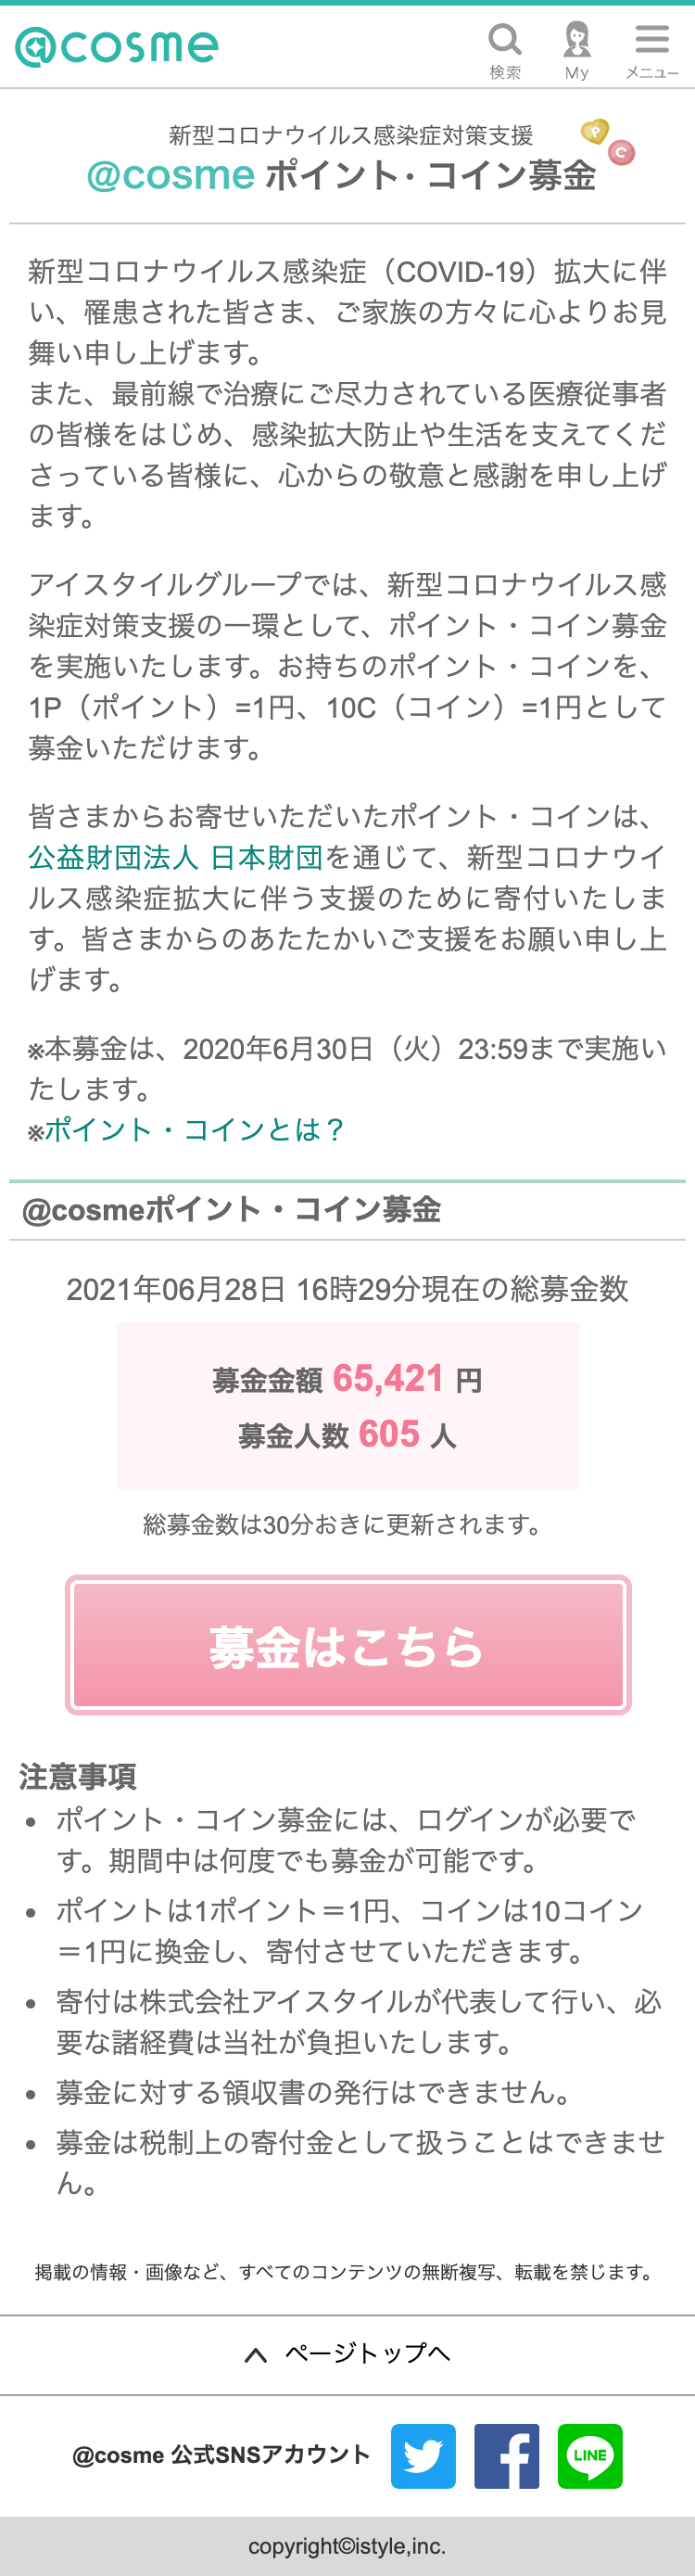 @cosme
検索
My
メニュー
新型コロナウイルス感染症対策支援
P
C
@cosme ポイント・コイン募金
新型コロナウイルス感染症（COVID-19）拡大に伴
い、罹患された皆さま、ご家族の方々に心よりお見
舞い申し上げます。
また、最前線で治療にご尽力されている医療従事者
の皆様をはじめ、感染拡大防止や生活を支えてくだ
さっている皆様に、心からの敬意と感謝を申し上げ
ます。
アイスタイルグループでは、新型コロナウイルス感
染症対策支援の一環として、ポイント・コイン募金
を実施いたします。お持ちのポイント・コインを、
1P（ポイント）=1円、10C（コイン）=1円として
募金いただけます。
皆さまからお寄せいただいたポイント・コインは、
公益財団法人 日本財団を通じて、新型コロナウイ
ルス感染症拡大に伴う支援のために寄付いたしま
す。皆さまからのあたたかいご支援をお願い申し上
げます。
※本募金は、2020年6月30日（火）23:59まで実施い
たします。
※ポイント・コインとは？
@cosmeポイント・コイン募金
2021年06月28日 16時29分現在の総募金数
募金金額 65,421 円
募金人数 605 人
総募金数は30分おきに更新されます。
募金はこちら
注意事項
• ポイント・コイン募金には、ログインが必要で
す。期間中は何度でも募金が可能です。
• ポイントは1ポイント＝1円、コインは10コイン
＝1円に換金し、寄付させていただきます。
• 寄付は株式会社アイスタイルが代表して行い、必
要な諸経費は当社が負担いたします。
• 募金に対する領収書の発行はできません。
• 募金は税制上の寄付金として扱うことはできませ
ん。
掲載の情報・画像など、すべてのコンテンツの無断複写、転載を禁じます。
ページトップへ
@cosme 公式SNSアカウント
LINE
copyright©istyle,inc.